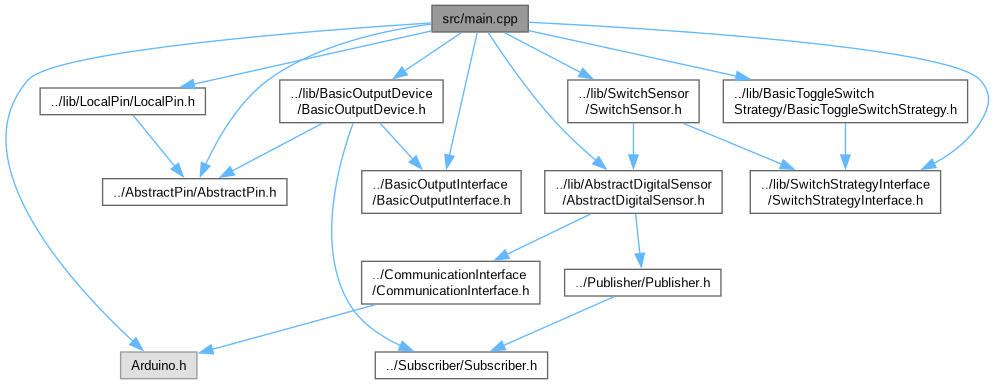 src/main.cpp
../lib/LocalPin/LocalPin.h
../lib/BasicOutputDevice
/BasicOutputDevice.h
../lib/SwitchSensor
/SwitchSensor.h
../lib/BasicToggleSwitch
Strategy/BasicToggleSwitchStrategy.h
../AbstractPin/AbstractPin.h
../BasicOutputInterface
/BasicOutputInterface.h
../lib/AbstractDigitalSensor
/AbstractDigitalSensor.h
../lib/SwitchStrategyInterface
/SwitchStrategyInterface.h
../CommunicationInterface
/CommunicationInterface.h
../Publisher/Publisher.h
Arduino.h
../Subscriber/Subscriber.h